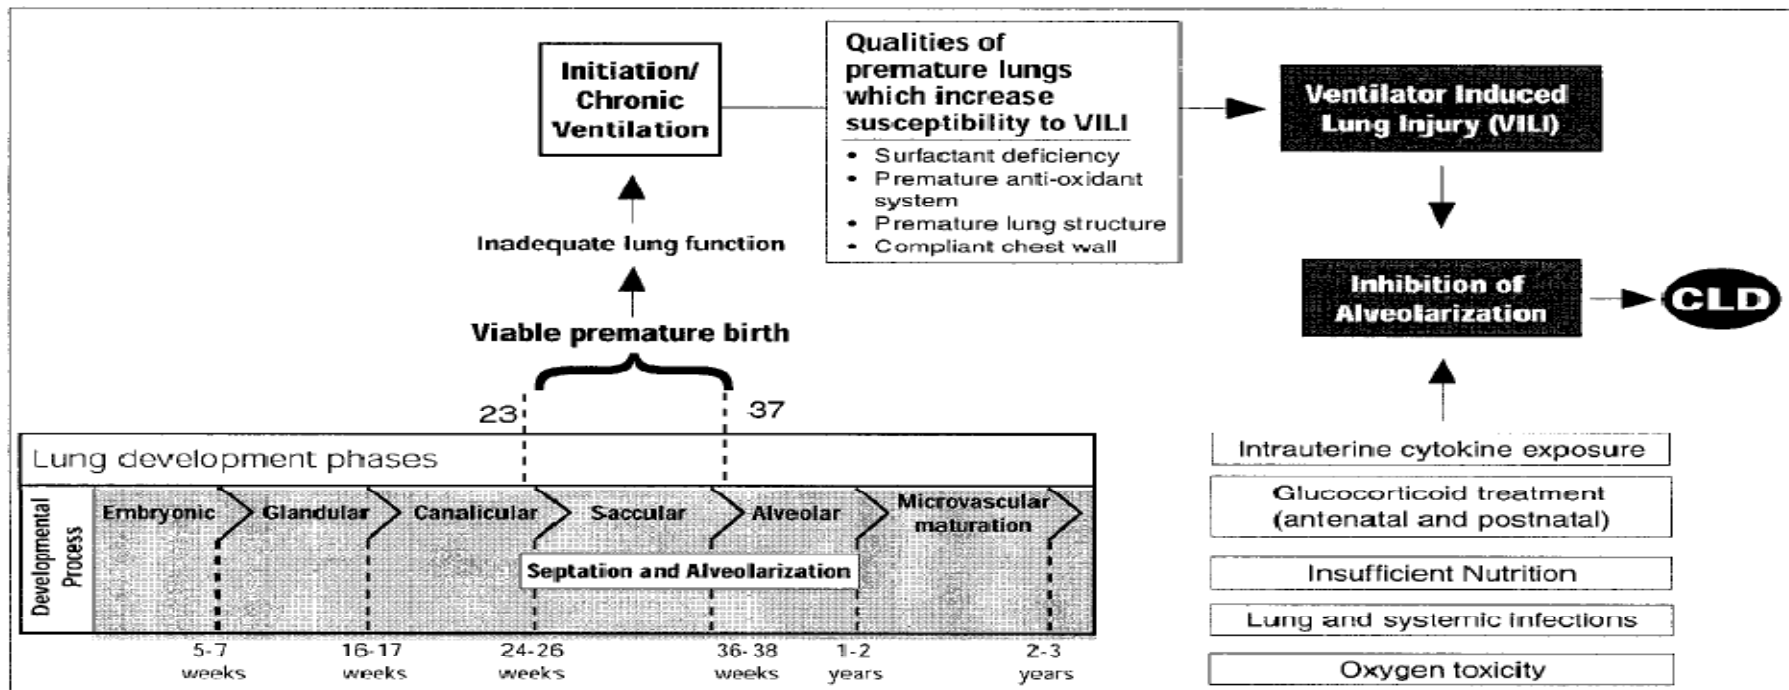 Initiation/
Chronic
Ventilation
Qualities of
premature lungs
which increase
susceptibility to VILI
• Surfactant deficiency
• Premature anti-oxidant
system
• Premature lung structure
• Compliant chest wall
Ventilator Induced
Lung Injury (VILI)
Inadequate lung function
Inhibition of
Alveolarization
CLD
Viable premature birth
23
37
Lung development phases
Developmental
Process
Embryonic
Glandular
Canalicular
Saccular
Alveolar
Microvascular
maturation
Septation and Alveolarization
5-7
weeks
16-17
weeks
24-26
weeks
36-38
weeks
1-2
years
2-3
years
Intrauterine cytokine exposure
Glucocorticoid treatment
(antenatal and postnatal)
Insufficient Nutrition
Lung and systemic infections
Oxygen toxicity